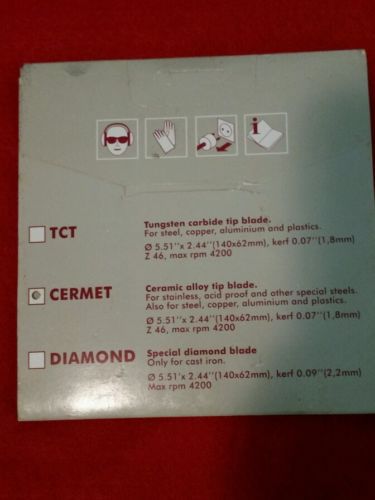 TCT
Tungsten carbide tip blade.
For steel, copper, aluminium and plastics.
Ø 5.51''x 2.44''(140x62mm), kerf 0.07''(1,8mm)
Z 46, max rpm 4200
CERMET
Ceramic alloy tip blade.
For stainless, acid proof and other special steels.
Also for steel, copper, aluminium and plastics.
Ø 5.51''x 2.44''(140x62mm), kerf 0.07''(1,8mm)
Z 46, max rpm 4200
DIAMOND
Special diamond blade
Only for cast iron.
Ø 5.51'x 2.44''(140x62mm), kerf 0.09''(2,2mm)
Max rpm 4200